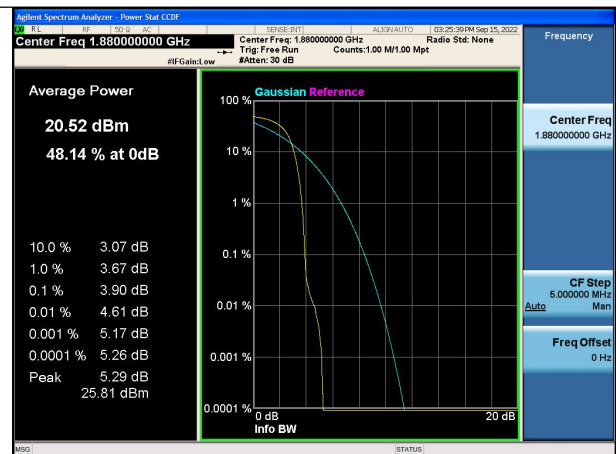 Agilent Spectrum Analyzer - Power Stat CCDF
RL RF 50 Ω AC SENSE:INT ALIGN AUTO 03:25:39 PM Sep 15, 2022
Center Freq 1.880000000 GHz
Center Freq: 1.880000000 GHz Radio Std: None
Trig: Free Run Counts:1.00 M/1.00 Mpt
#IFGain:Low #Atten: 30 dB
Frequency
Average Power
20.52 dBm
48.14 % at 0dB
10.0 % 3.07 dB
1.0 % 3.67 dB
0.1 % 3.90 dB
0.01 % 4.61 dB
0.001 % 5.17 dB
0.0001 % 5.26 dB
Peak 5.29 dB
25.81 dBm
Gaussian Reference
100 %
10 %
1 %
0.1 %
0.01 %
0.001 %
0.0001 %
0 dB 20 dB
Info BW
Center Freq
1.880000000 GHz
CF Step
5.000000 MHz
Auto Man
Freq Offset
0 Hz
MSG STATUS